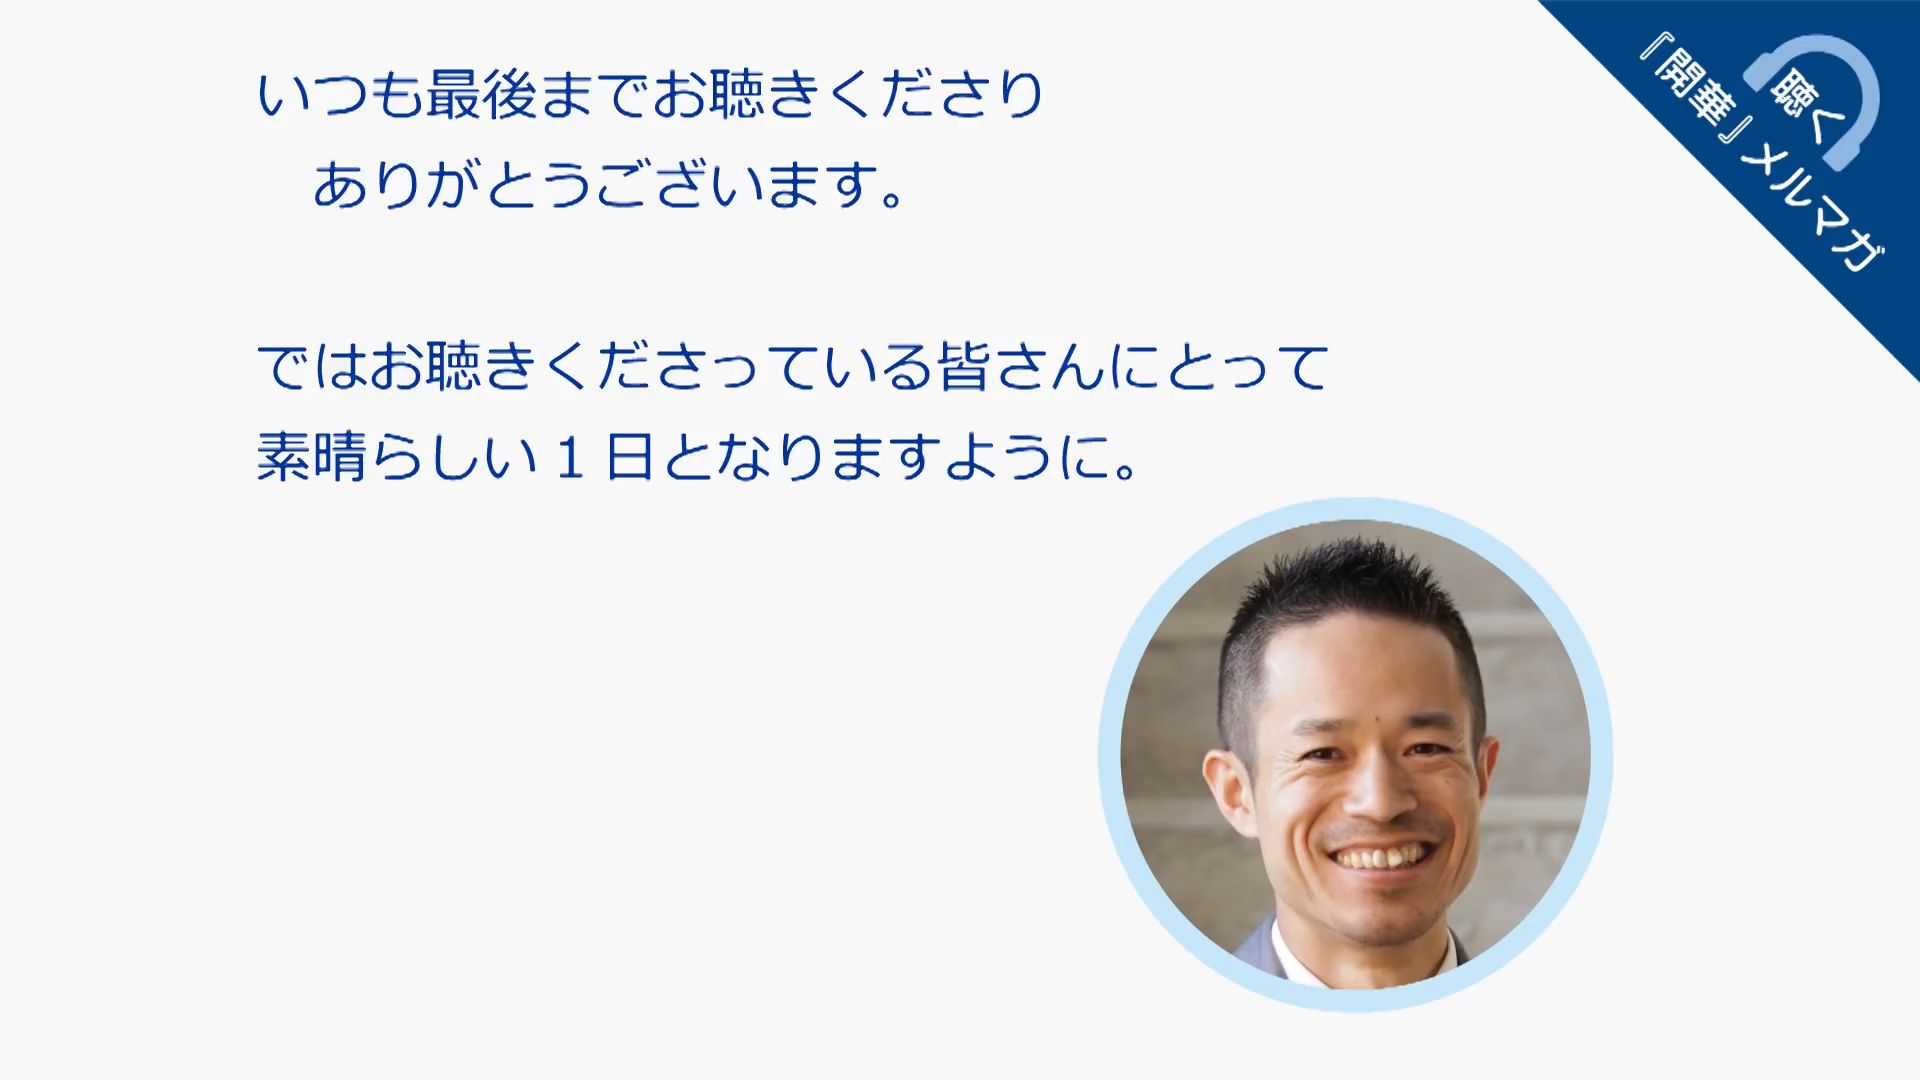 いつも最後までお聴きくださり
ありがとうございます。
ではお聴きくださっている皆さんにとって
素晴らしい1日となりますように。
聴く
『開華』メルマガ